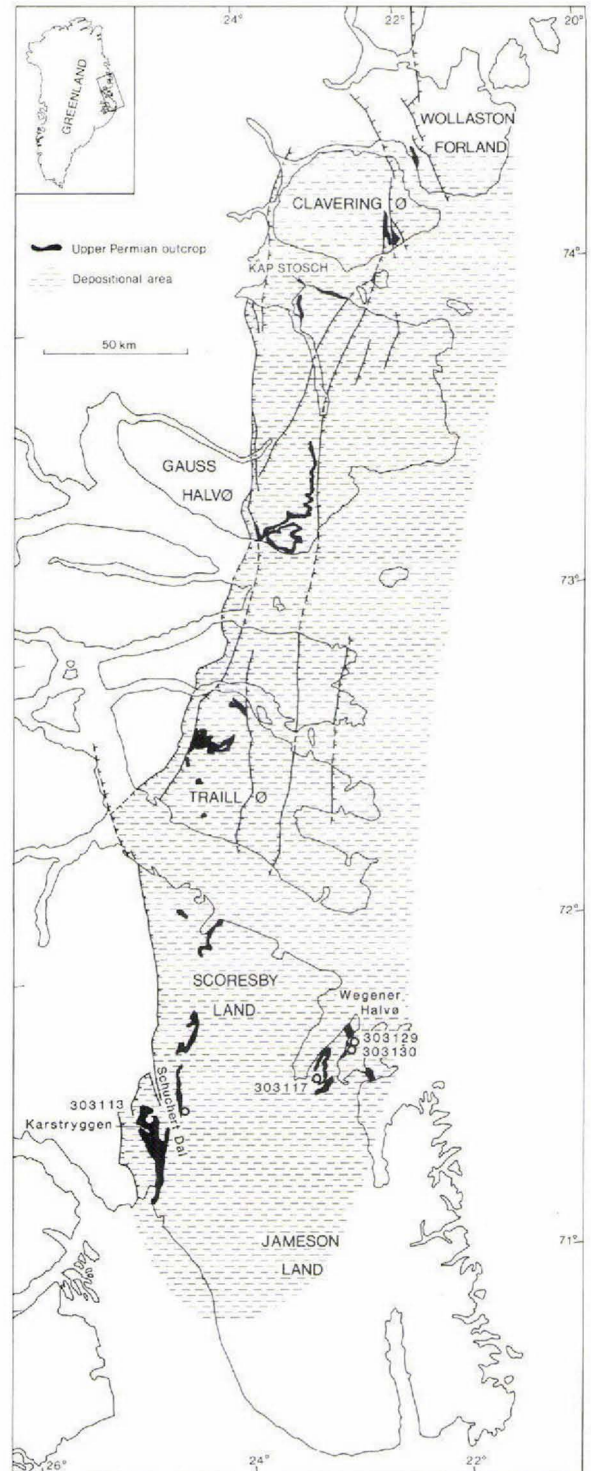 24°
22°
20°
GREENLAND
WOLLASTON
FORLAND
CLAVERING Ø
74°
Upper Permian outcrop
KAP STOSCH
Depositional area
50 km
GAUSS
HALVØ
73°
TRAILL Ø
72°
SCORESBY
LAND
Wegener
Halvø
303129
303130
303117
Schuchert Dal
303113
Karstryggen
71°
JAMESON
LAND
26°
24°
22°